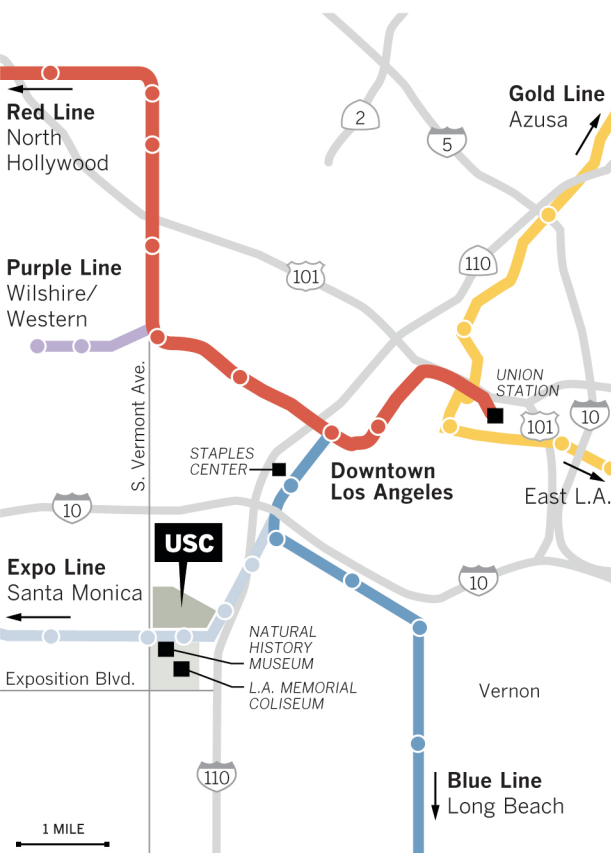 Gold Line
Azusa
Red Line
North
Hollywood
2
5
110
101
Purple Line
Wilshire/
Western
S. Vermont Ave.
UNION
STATION
101
10
STAPLES
CENTER
Downtown
Los Angeles
East L.A.
10
USC
Expo Line
Santa Monica
10
NATURAL
HISTORY
MUSEUM
Exposition Blvd.
L.A. MEMORIAL
COLISEUM
Vernon
110
Blue Line
Long Beach
1 MILE